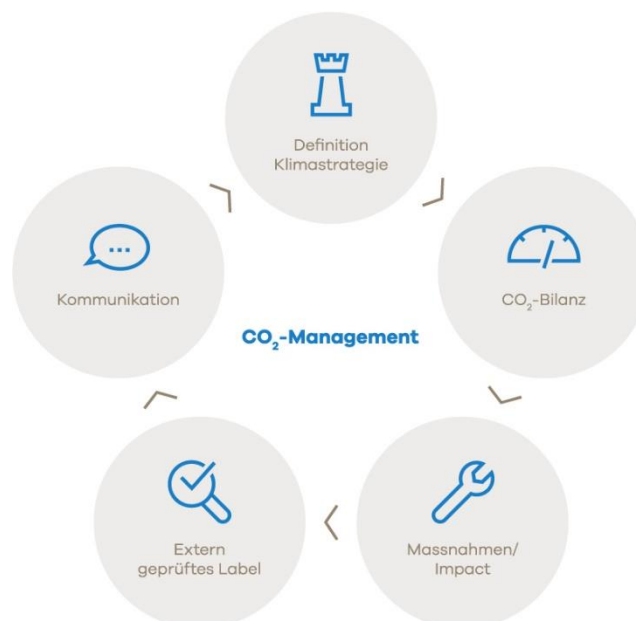 Definition
Klimastrategie
CO₂-Bilanz
Massnahmen/
Impact
Extern
geprüftes Label
Kommunikation
CO₂-Management